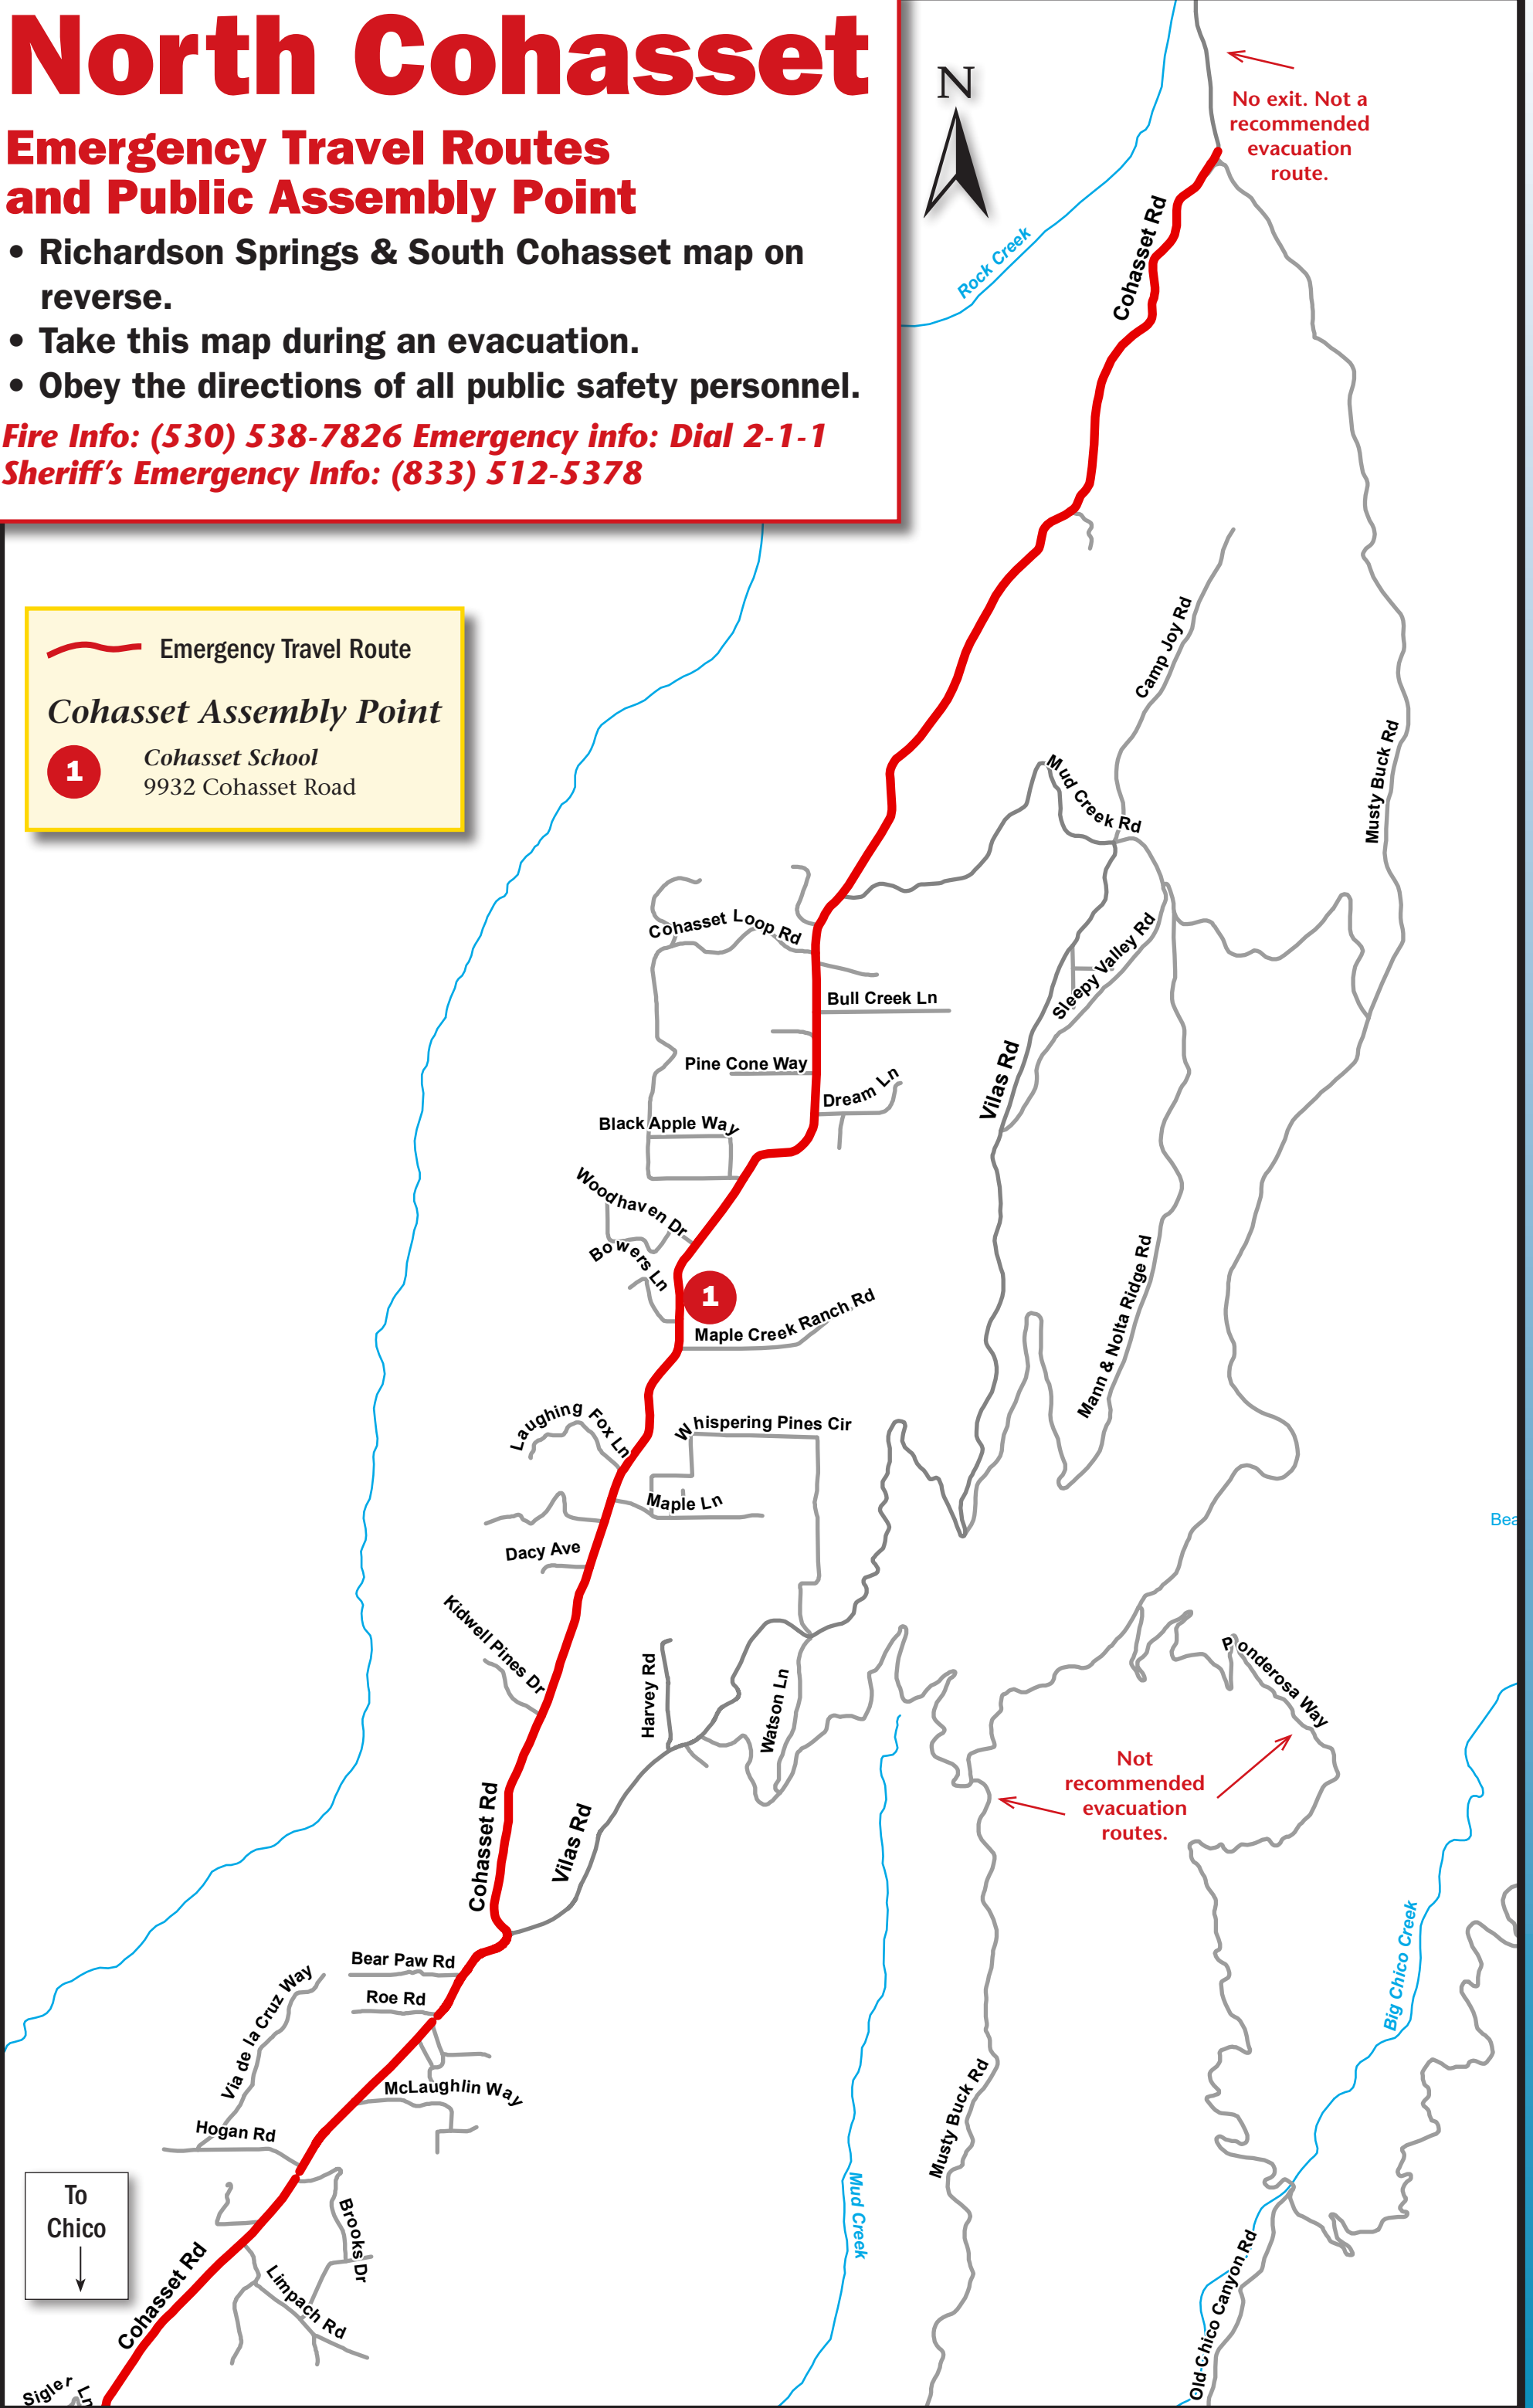 North Cohasset
Emergency Travel Routes
and Public Assembly Point
• Richardson Springs & South Cohasset map on
reverse.
• Take this map during an evacuation.
• Obey the directions of all public safety personnel.
Fire Info: (530) 538-7826 Emergency info: Dial 2-1-1
Sheriff's Emergency Info: (833) 512-5378
N
No exit. Not a
recommended
evacuation
route.
Rock Creek
Cohasset Rd
Emergency Travel Route
Cohasset Assembly Point
1
Cohasset School
9932 Cohasset Road
Camp Joy Rd
Musty Buck Rd
Mud Creek Rd
Cohasset Loop Rd
Sleepy Valley Rd
Bull Creek Ln
Pine Cone Way
Vilas Rd
Dream Ln
Black Apple Way
Woodhaven Dr
Bowers Ln
1
Maple Creek Ranch Rd
Mann & Nolta Ridge Rd
Laughing Fox Ln
Whispering Pines Cir
Maple Ln
Bea
Dacy Ave
Kidwell Pines Dr
Harvey Rd
Watson Ln
Ponderosa Way
Not
recommended
evacuation
routes.
Cohasset Rd
Vilas Rd
Big Chico Creek
Bear Paw Rd
Roe Rd
Via de la Cruz Way
McLaughlin Way
Hogan Rd
Musty Buck Rd
Mud Creek
To
Chico
Brooks Dr
Cohasset Rd
Limpach Rd
Old Chico Canyon Rd
Sigler Ln